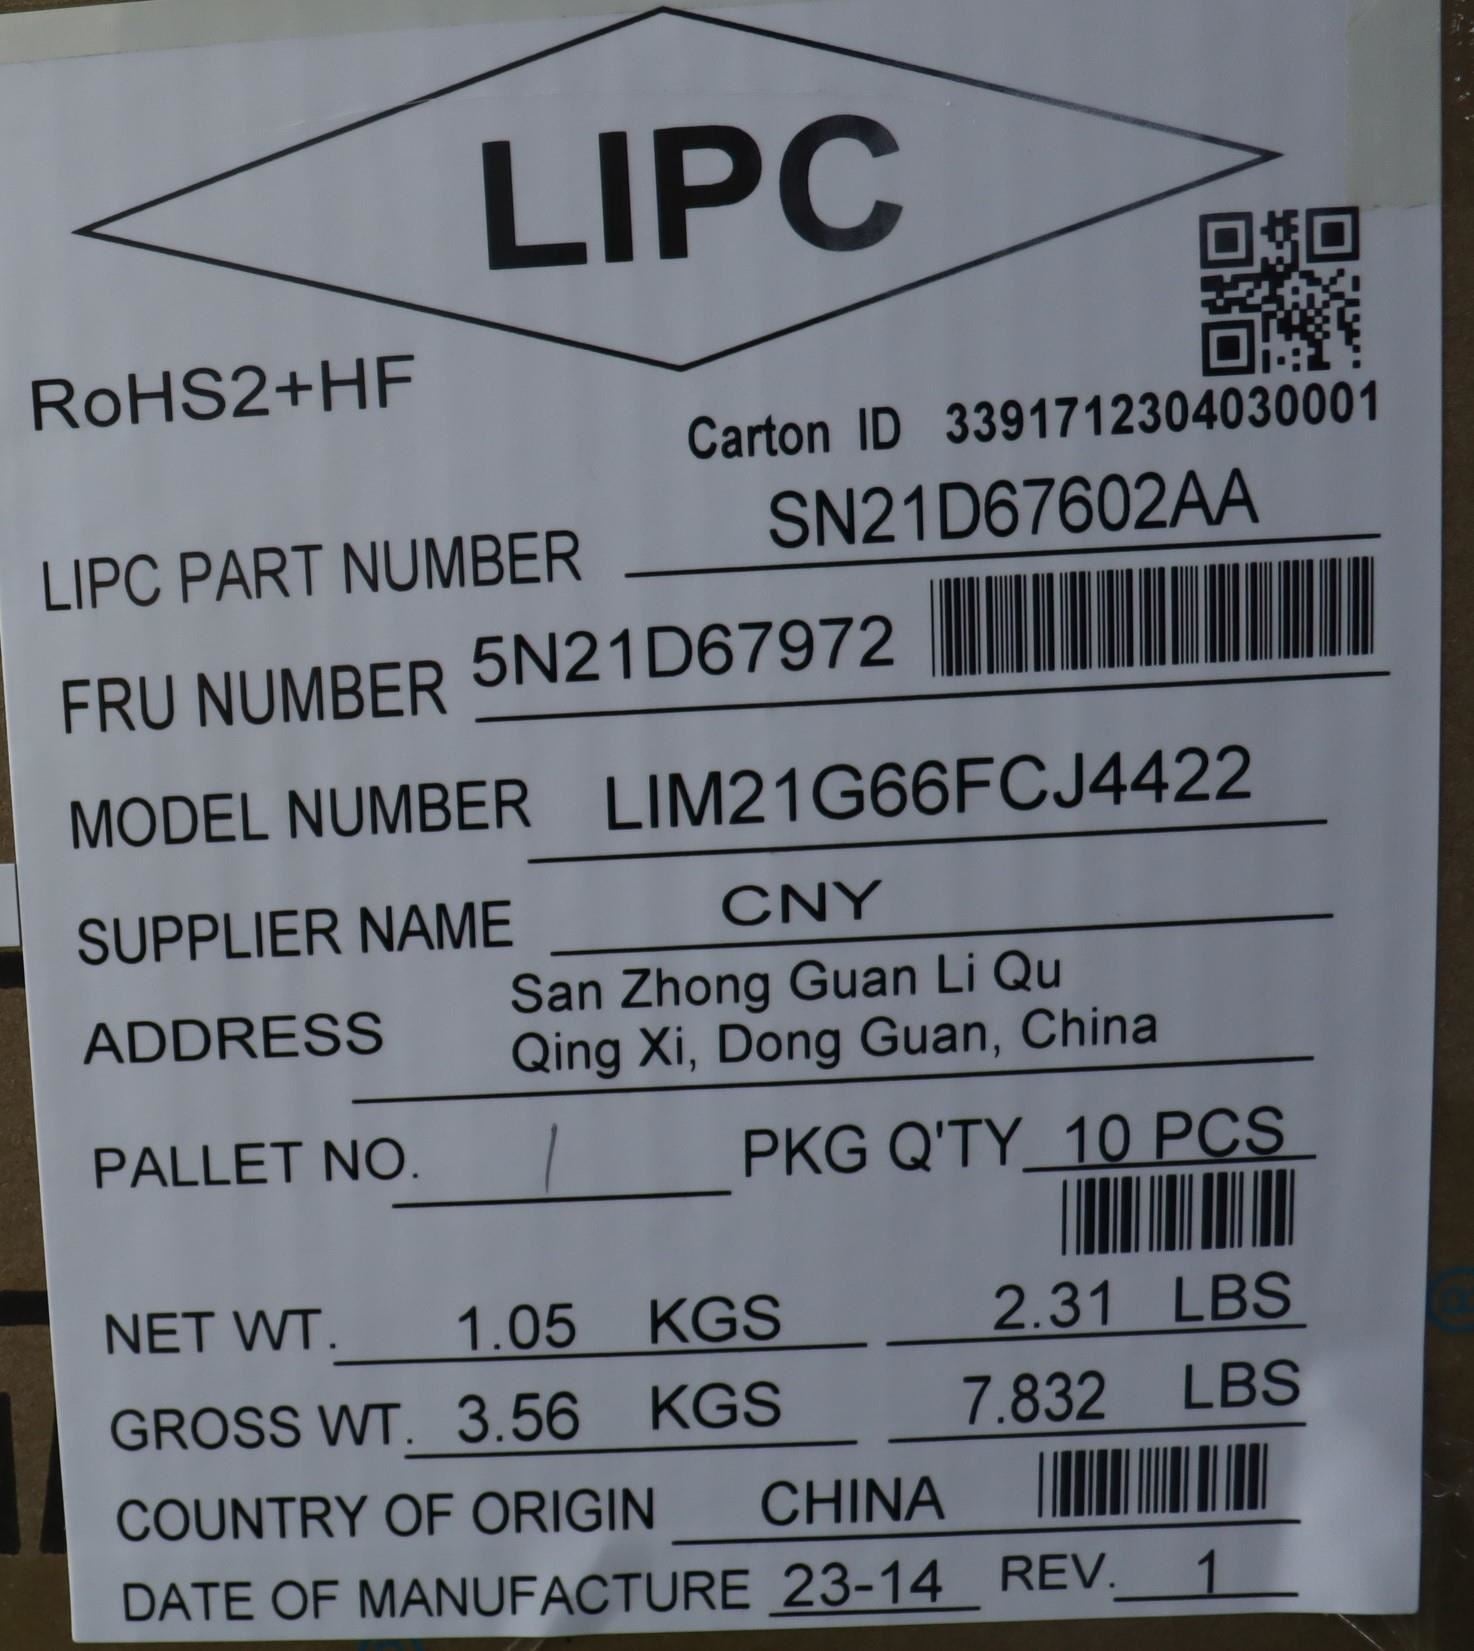 LIPC
RoHS2+HF
Carton ID 3391712304030001
LIPC PART NUMBER SN21D67602AA
FRU NUMBER 5N21D67972
MODEL NUMBER LIM21G66FCJ4422
SUPPLIER NAME CNY
ADDRESS San Zhong Guan Li Qu
Qing Xi, Dong Guan, China
PALLET NO. 1 PKG Q'TY 10 PCS
NET WT. 1.05 KGS 2.31 LBS
GROSS WT. 3.56 KGS 7.832 LBS
COUNTRY OF ORIGIN CHINA
DATE OF MANUFACTURE 23-14 REV. 1